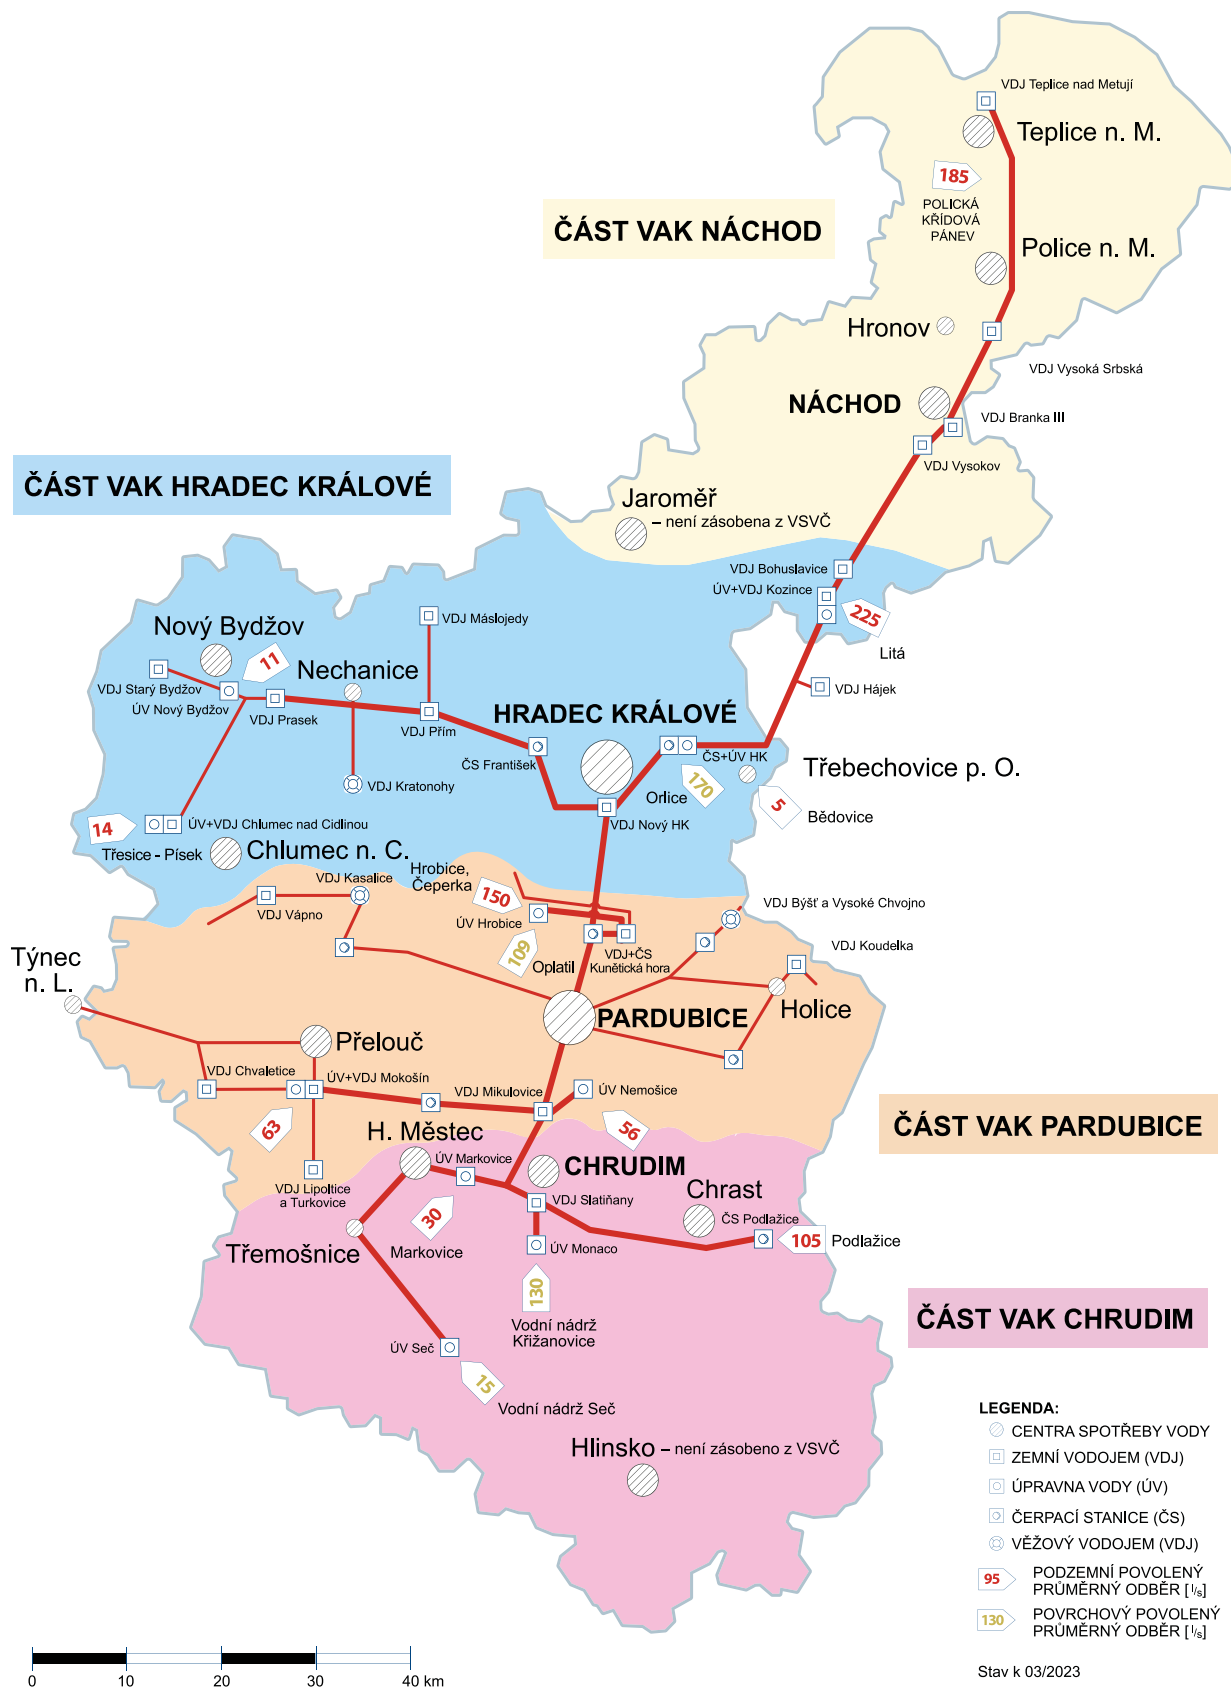 VDJ Teplice nad Metují
Teplice n. M.
185
POLICKÁ
KŘÍDOVÁ
PÁNEV
ČÁST VAK NÁCHOD
Police n. M.
Hronov
VDJ Vysoká Srbská
NÁCHOD
VDJ Branka III
VDJ Vysokov
ČÁST VAK HRADEC KRÁLOVÉ
Jaroměř
– není zásobena z VSVČ
VDJ Bohuslavice
ÚV+VDJ Kozince
225
Litá
VDJ Hájek
Nový Bydžov
11
VDJ Máslojedy
Nechanice
VDJ Starý Bydžov
ÚV Nový Bydžov
VDJ Prasek
VDJ Přím
HRADEC KRÁLOVÉ
ČS František
ČS+ÚV HK
Třebechovice p. O.
VDJ Kratonohy
170
Orlice
5
Bědovice
VDJ Nový HK
14
ÚV+VDJ Chlumec nad Cidlinou
Třesice - Písek
Chlumec n. C.
VDJ Kasalice
Hrobice,
Čeperka
150
VDJ Vápno
ÚV Hrobice
VDJ Býšť a Vysoké Chvojno
109
Oplatil
VDJ+ČS
Kunětická hora
VDJ Koudelka
Týnec
n. L.
PARDUBICE
Holice
Přelouč
VDJ Chvaletice
ÚV+VDJ Mokošín
VDJ Mikulovice
ÚV Nemošice
63
56
ČÁST VAK PARDUBICE
H. Městec
ÚV Markovice
CHRUDIM
VDJ Lipoltice
a Turkovice
VDJ Slatiňany
Chrast
ČS Podlažice
30
Markovice
105
Podlažice
Třemošnice
ÚV Monaco
130
Vodní nádrž
Křižanovice
ČÁST VAK CHRUDIM
ÚV Seč
15
Vodní nádrž Seč
Hlinsko – není zásobeno z VSVČ
LEGENDA:
CENTRA SPOTŘEBY VODY
ZEMNÍ VODOJEM (VDJ)
ÚPRAVNA VODY (ÚV)
ČERPACÍ STANICE (ČS)
VĚŽOVÝ VODOJEM (VDJ)
95
PODZEMNÍ POVOLENÝ
PRŮMĚRNÝ ODBĚR [l/s]
130
POVRCHOVÝ POVOLENÝ
PRŮMĚRNÝ ODBĚR [l/s]
Stav k 03/2023
0 10 20 30 40 km